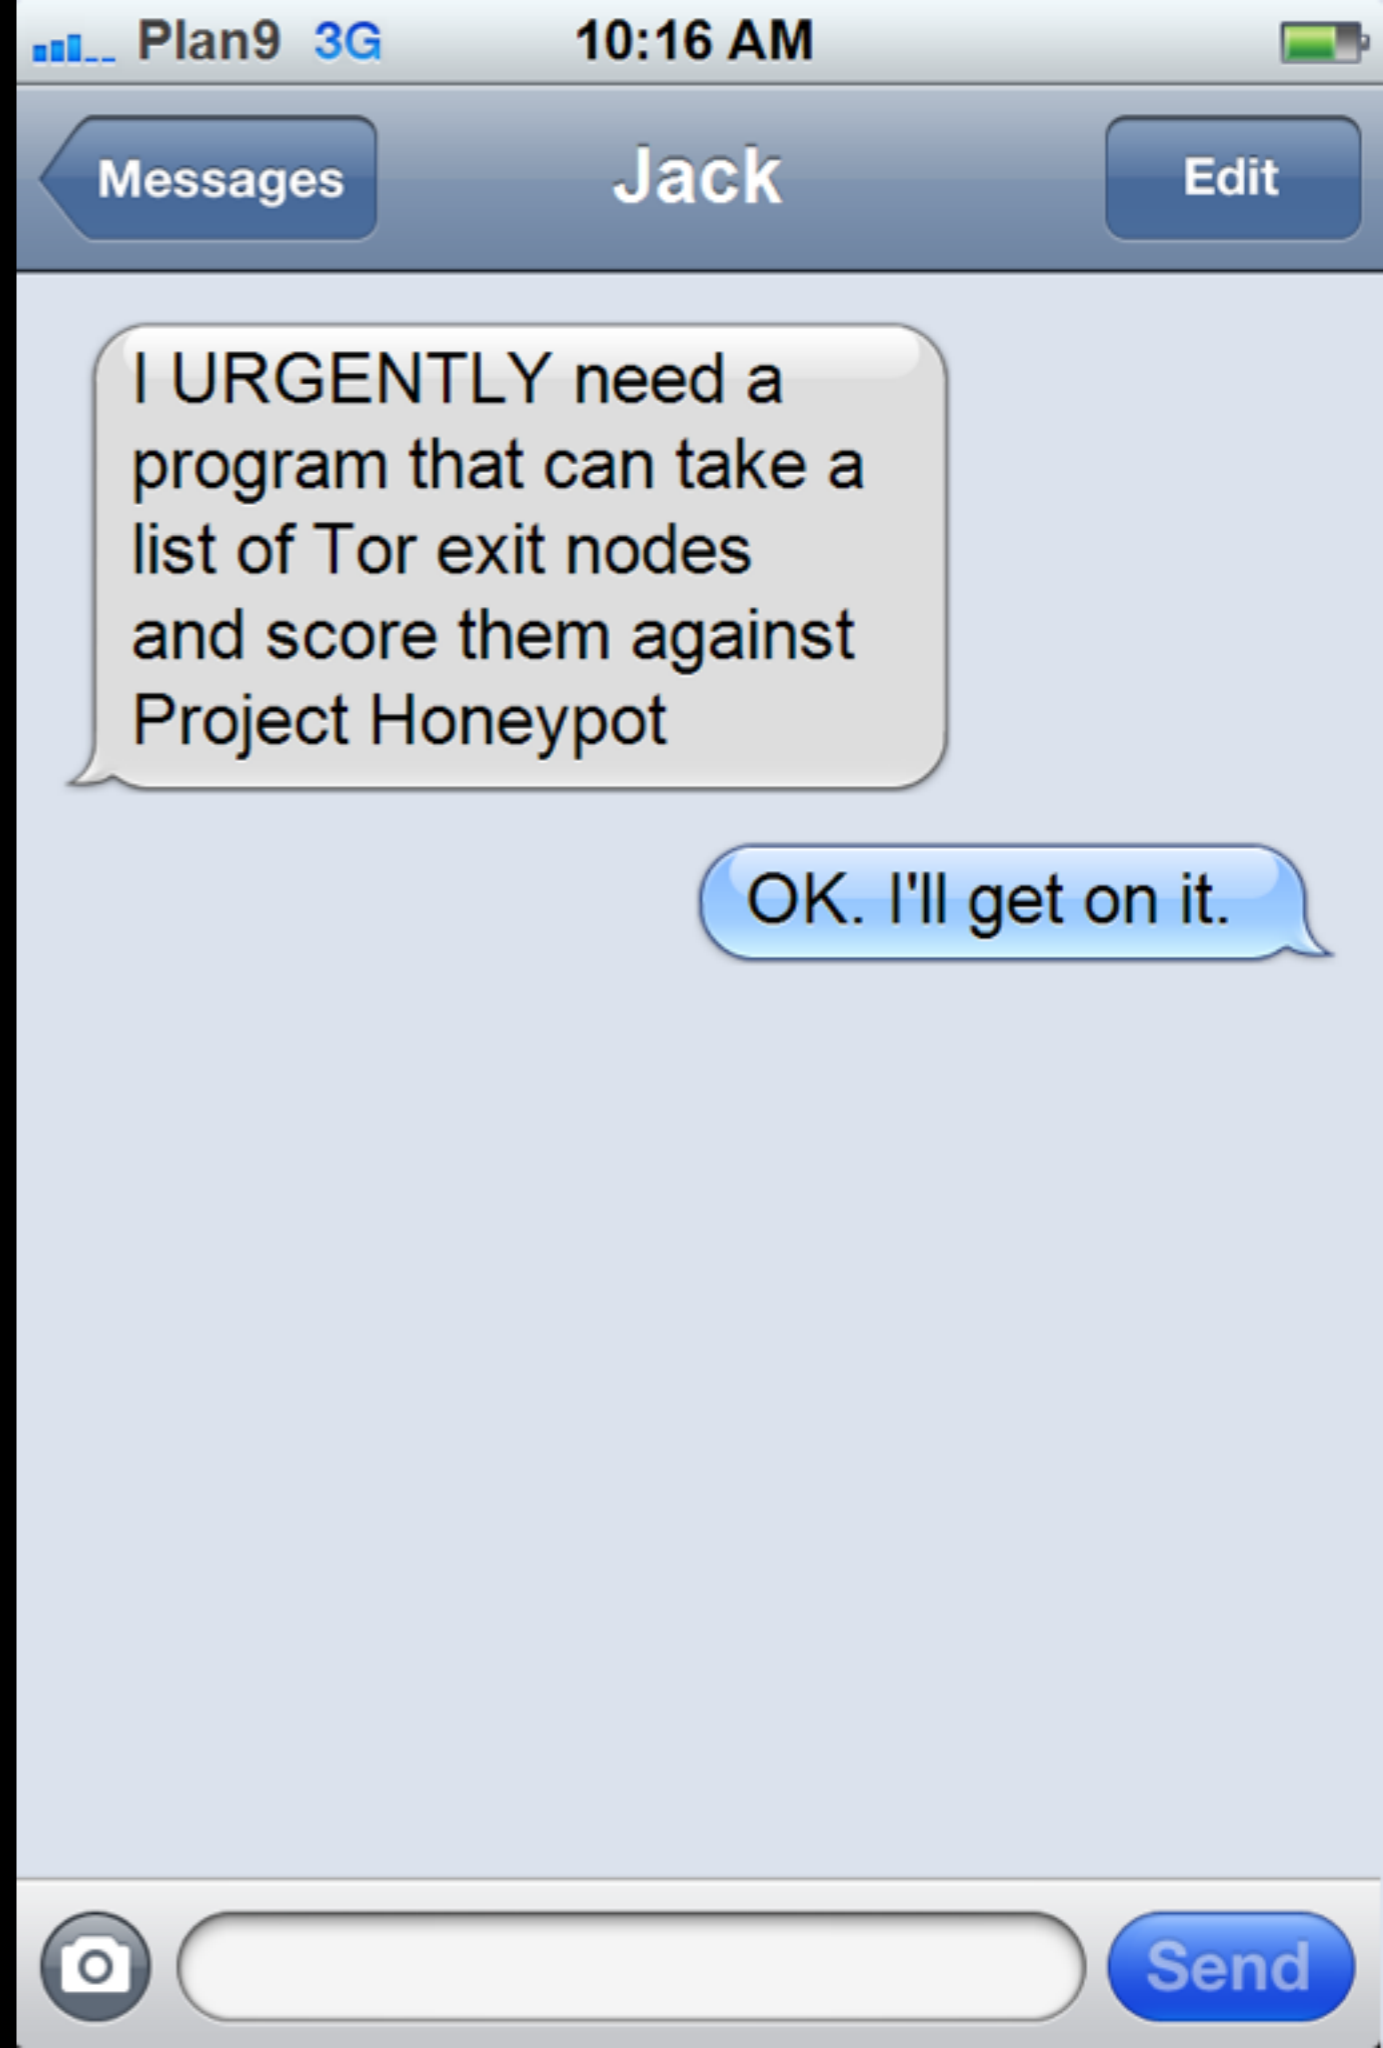 Plan9 3G 10:16 AM
Messages Jack Edit
I URGENTLY need a
program that can take a
list of Tor exit nodes
and score them against
Project Honeypot
OK. I'll get on it.
Send